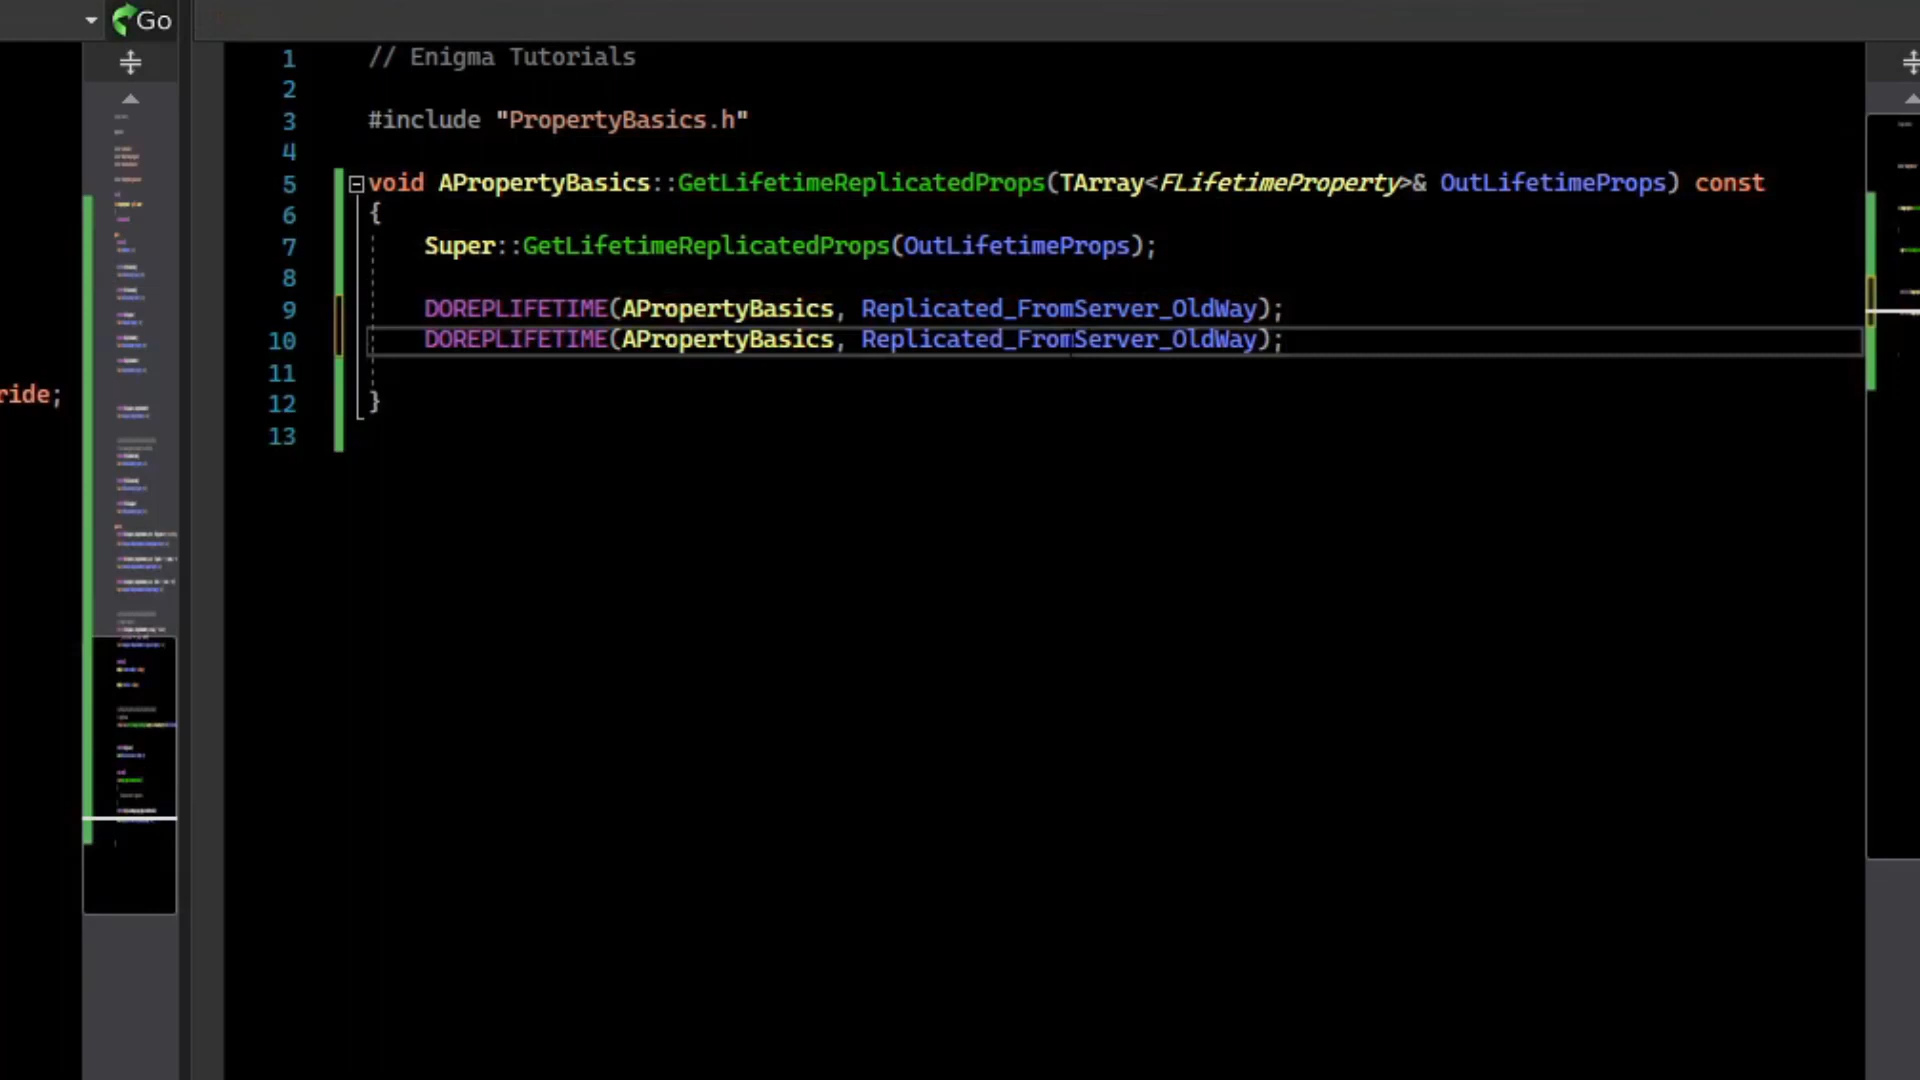 Go
1 // Enigma Tutorials
2
3 #include "PropertyBasics.h"
4
5 void APropertyBasics::GetLifetimeReplicatedProps(TArray<FLifetimeProperty>& OutLifetimeProps) const
6 {
7 Super::GetLifetimeReplicatedProps(OutLifetimeProps);
8
9 DOREPLIFETIME(APropertyBasics, Replicated_FromServer_OldWay);
10 DOREPLIFETIME(APropertyBasics, Replicated_FromServer_OldWay);
ride;
11
12 }
13